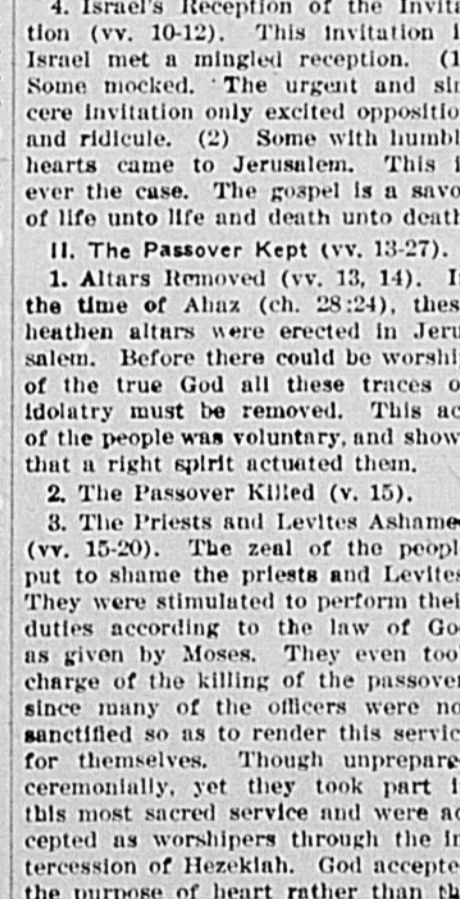 4. Israel's Reception of the Invita
tion (vv. 10-12). This invitation i
Israel met a mingled reception. (1
Some mocked. The urgent and sin
cere invitation only excited oppositio
and ridicule. (2) Some with humbl
hearts came to Jerusalem. This i
ever the case. The gospel is a savo
of life unto life and death unto death
II. The Passover Kept (vv. 13-27).
1. Altars Removed (vv. 13, 14). I
the time of Ahaz (ch. 28:24), thes
heathen altars were erected in Jeru
salem. Before there could be worshi
of the true God all these traces o
idolatry must be removed. This ac
of the people was voluntary, and show
that a right spirit actuated them.
2. The Passover Killed (v. 15).
3. The Priests and Levites Ashame
(vv. 15-20). The zeal of the peopl
put to shame the priests and Levites
They were stimulated to perform thei
duties according to the law of Go
as given by Moses. They even too
charge of the killing of the passover
since many of the officers were no
sanctified so as to render this servic
for themselves. Though unprepare
ceremonially, yet they took part i
this most sacred service and were ac
cepted as worshipers through the in
tercession of Hezekiah. God accepte
the purpose of heart rather than th